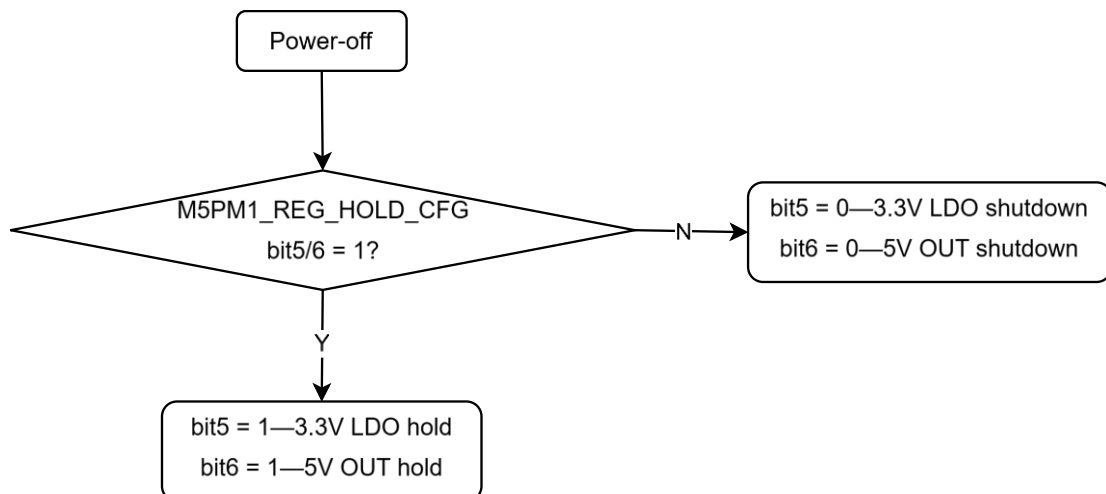 Power-off
M5PM1_REG_HOLD_CFG
bit5/6 = 1?
N
bit5 = 0—3.3V LDO shutdown
bit6 = 0—5V OUT shutdown
Y
bit5 = 1—3.3V LDO hold
bit6 = 1—5V OUT hold